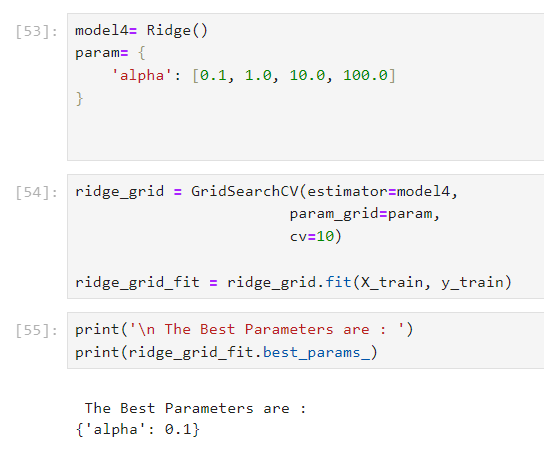 [53]: model4= Ridge()
param= {
    'alpha': [0.1, 1.0, 10.0, 100.0]
}
[54]: ridge_grid = GridSearchCV(estimator=model4,
                        param_grid=param,
                        cv=10)
ridge_grid_fit = ridge_grid.fit(X_train, y_train)
[55]: print('\n The Best Parameters are : ')
print(ridge_grid_fit.best_params_)
 The Best Parameters are :
{'alpha': 0.1}